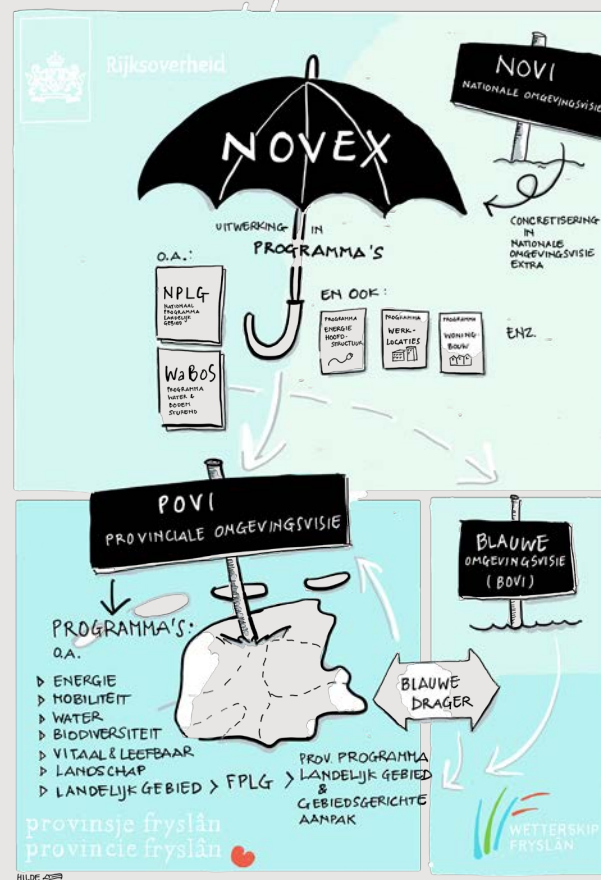 Rijksoverheid
NOVI
NATIONALE OMGEVINGSVISIE
NOVEX
CONCRETISERING
IN
NATIONALE
OMGEVINGSVISIE
EXTRA
UITWERKING IN
PROGRAMMA'S
O.A.:
NPLG
NATIONAAL
PROGRAMMA
LANDELIJK
GEBIED
WaBOS
PROGRAMMA
WATER &
BODEM
STUREND
EN OOK:
PROGRAMMA
ENERGIE
HOOFD-
STRUCTUUR
PROGRAMMA
WERK-
LOCATIES
PROGRAMMA
WONING-
BOUW
ENZ.
POVI
PROVINCIALE OMGEVINGSVISIE
PROGRAMMA'S:
O.A.
ENERGIE
MOBILITEIT
WATER
BIODIVERSITEIT
VITAAL & LEEFBAAR
LANDSCHAP
LANDELIJK GEBIED > FPLG >
PROV. PROGRAMMA
LANDELIJK GEBIED
&
GEBIEDSGERICHTE
AANPAK
provinsje fryslân
provincie fryslân
BLAUWE
OMGEVINGSVISIE
(BOVI)
BLAUWE
DRAGER
WETTERSKIP
FRYSLÂN
HILDE